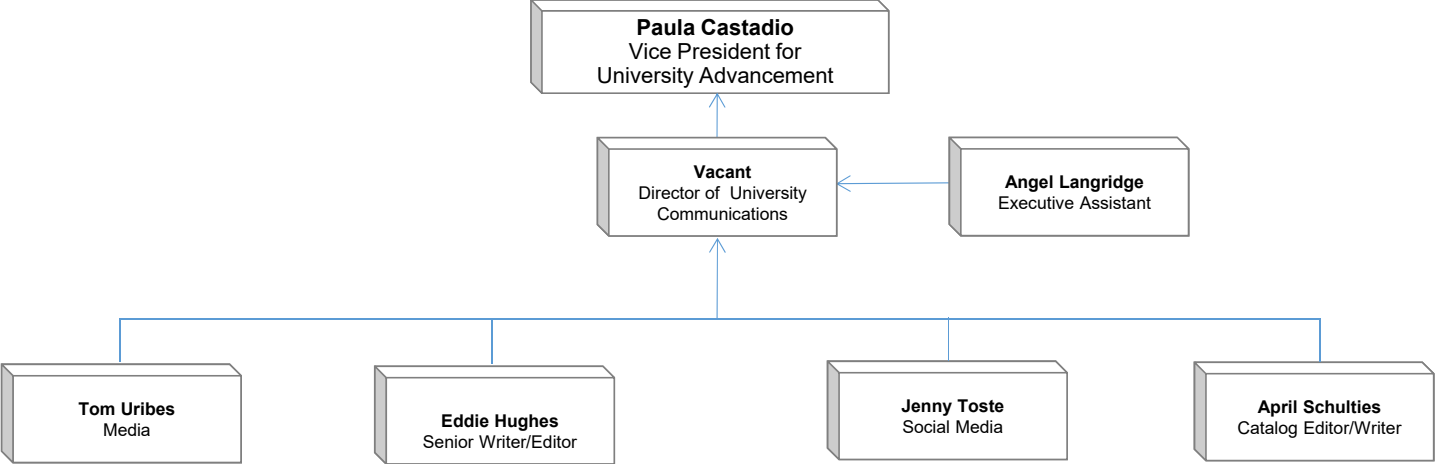 Paula Castadio
Vice President for
University Advancement
Vacant
Director of University
Communications
Angel Langridge
Executive Assistant
Tom Uribes
Media
Eddie Hughes
Senior Writer/Editor
Jenny Toste
Social Media
April Schulties
Catalog Editor/Writer